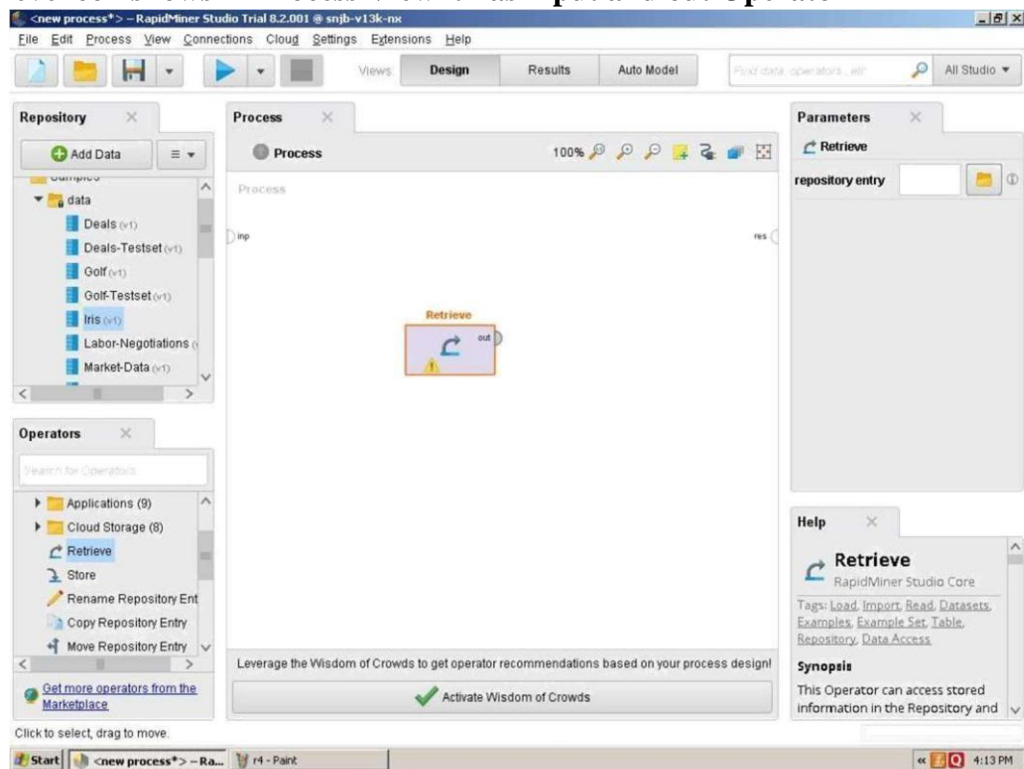 <new process*> – RapidMiner Studio Trial 8.2.001 @ snjb-v13k-nx
File Edit Process View Connections Cloud Settings Extensions Help
Views: Design Results Auto Model Find data, operators...etc All Studio
Repository
Add Data
data
Deals (v1)
Deals-Testset (v1)
Golf (v1)
Golf-Testset (v1)
Iris (v1)
Labor-Negotiations
Market-Data (v1)
Operators
Search for Operators
Applications (9)
Cloud Storage (8)
Retrieve
Store
Rename Repository Ent
Copy Repository Entry
Move Repository Entry
Get more operators from the
Marketplace
Process
Process
100%
Process
inp
res
Retrieve
out
Leverage the Wisdom of Crowds to get operator recommendations based on your process design!
Activate Wisdom of Crowds
Parameters
Retrieve
repository entry
Help
Retrieve
RapidMiner Studio Core
Tags: Load, Import, Read, Datasets,
Examples, Example Set, Table,
Repository, Data Access
Synopsis
This Operator can access stored
information in the Repository and
Click to select, drag to move.
Start <new process*> – Ra... r4 - Paint 4:13 PM